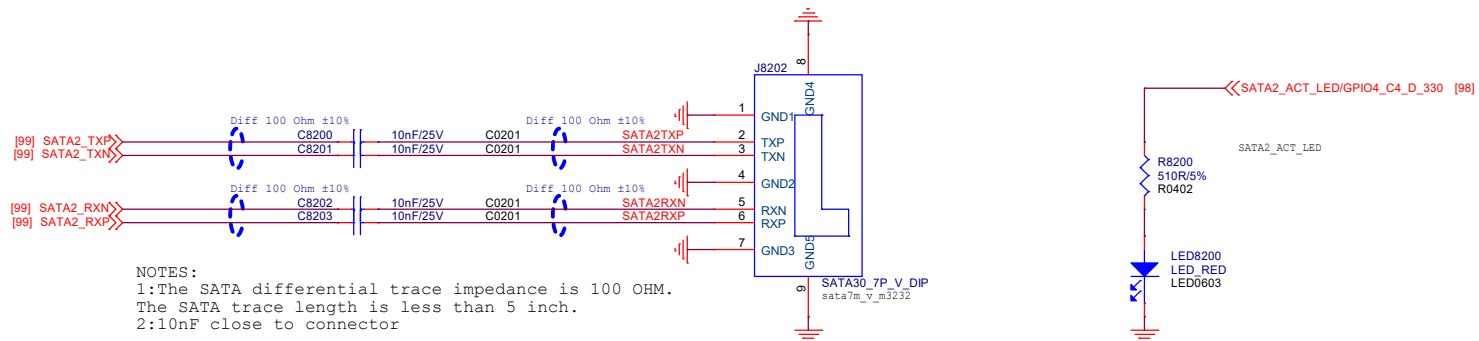 J8202
8
GND4
1
GND1
Diff 100 Ohm ±10%
Diff 100 Ohm ±10%
[99] SATA2_TXP
C8200
10nF/25V
C0201
SATA2TXP
2
TXP
[99] SATA2_TXN
C8201
10nF/25V
C0201
SATA2TXN
3
TXN
4
GND2
Diff 100 Ohm ±10%
Diff 100 Ohm ±10%
[99] SATA2_RXN
C8202
10nF/25V
C0201
SATA2RXN
5
RXN
[99] SATA2_RXP
C8203
10nF/25V
C0201
SATA2RXP
6
RXP
7
GND3
GND5
9
SATA30_7P_V_DIP
sata7m_v_m3232
NOTES:
1:The SATA differential trace impedance is 100 OHM.
The SATA trace length is less than 5 inch.
2:10nF close to connector
SATA2_ACT_LED/GPIO4_C4_D_330 [98]
SATA2_ACT_LED
R8200
510R/5%
R0402
LED8200
LED_RED
LED0603